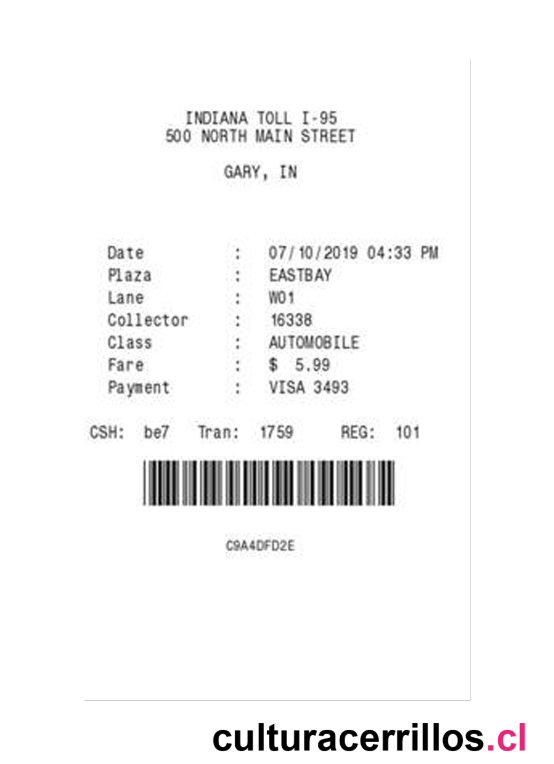 INDIANA TOLL I-95
500 NORTH MAIN STREET
GARY, IN
Date : 07/10/2019 04:33 PM
Plaza : EASTBAY
Lane : W01
Collector : 16338
Class : AUTOMOBILE
Fare : $ 5.99
Payment : VISA 3493
CSH: be7 Tran: 1759 REG: 101
C9A4DFD2E
culturacerrillos.cl